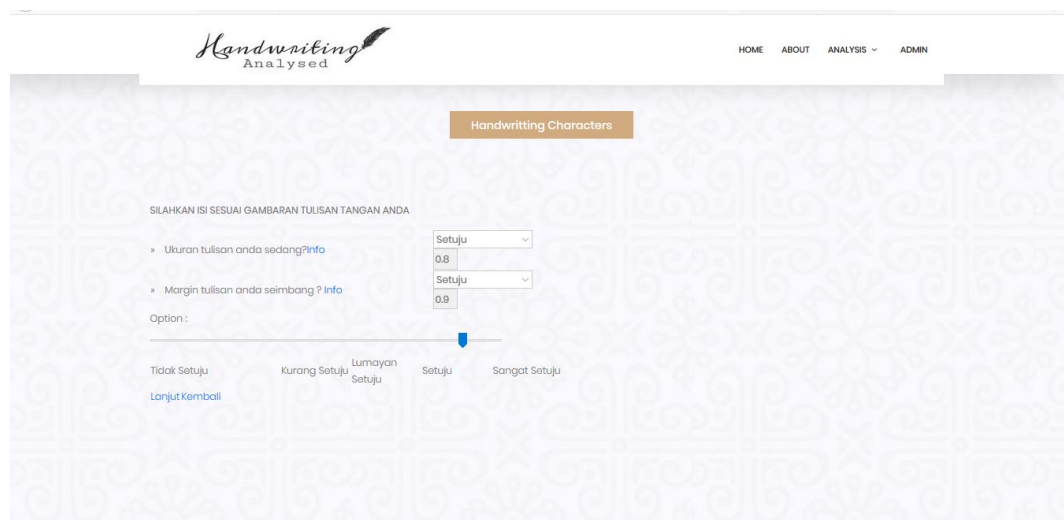 Handwriting
Analysed
HOME ABOUT ANALYSIS ADMIN
Handwritting Characters
SILAHKAN ISI SESUAI GAMBARAN TULISAN TANGAN ANDA
» Ukuran tulisan anda sedang?Info Setuju
0.8
» Margin tulisan anda seimbang ? Info Setuju
0.9
Option :
Tidak Setuju Kurang Setuju Lumayan Setuju Setuju Sangat Setuju
Lanjut Kembali